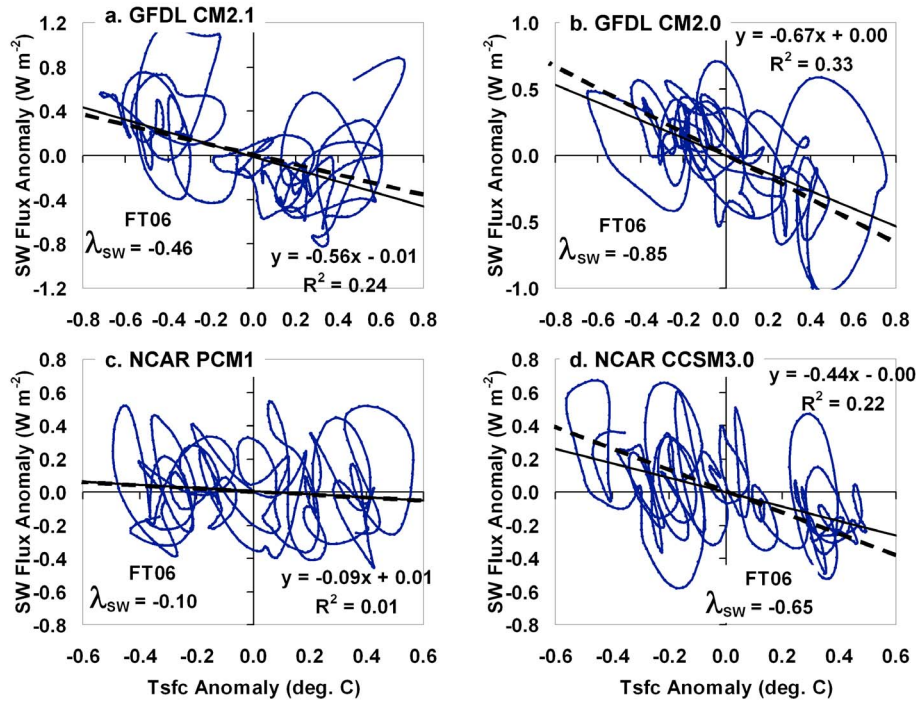 a. GFDL CM2.1
SW Flux Anomaly (W m-2)
1.2
0.8
0.4
0.0
-0.4
-0.8
-1.2
FT06
λSW = -0.46
y = -0.56x - 0.01
R2 = 0.24
-0.8 -0.6 -0.4 -0.2 0.0 0.2 0.4 0.6 0.8
b. GFDL CM2.0
SW Flux Anomaly (W m-2)
1.0
0.5
0.0
-0.5
-1.0
y = -0.67x + 0.00
R2 = 0.33
FT06
λSW = -0.85
-0.8 -0.6 -0.4 -0.2 0.0 0.2 0.4 0.6 0.8
c. NCAR PCM1
SW Flux Anomaly (W m-2)
0.8
0.6
0.4
0.2
0.0
-0.2
-0.4
-0.6
-0.8
FT06
λSW = -0.10
y = -0.09x + 0.01
R2 = 0.01
-0.6 -0.4 -0.2 0.0 0.2 0.4 0.6
Tsfc Anomaly (deg. C)
d. NCAR CCSM3.0
SW Flux Anomaly (W m-2)
0.8
0.6
0.4
0.2
0.0
-0.2
-0.4
-0.6
-0.8
y = -0.44x - 0.00
R2 = 0.22
FT06
λSW = -0.65
-0.6 -0.4 -0.2 0.0 0.2 0.4 0.6
Tsfc Anomaly (deg. C)